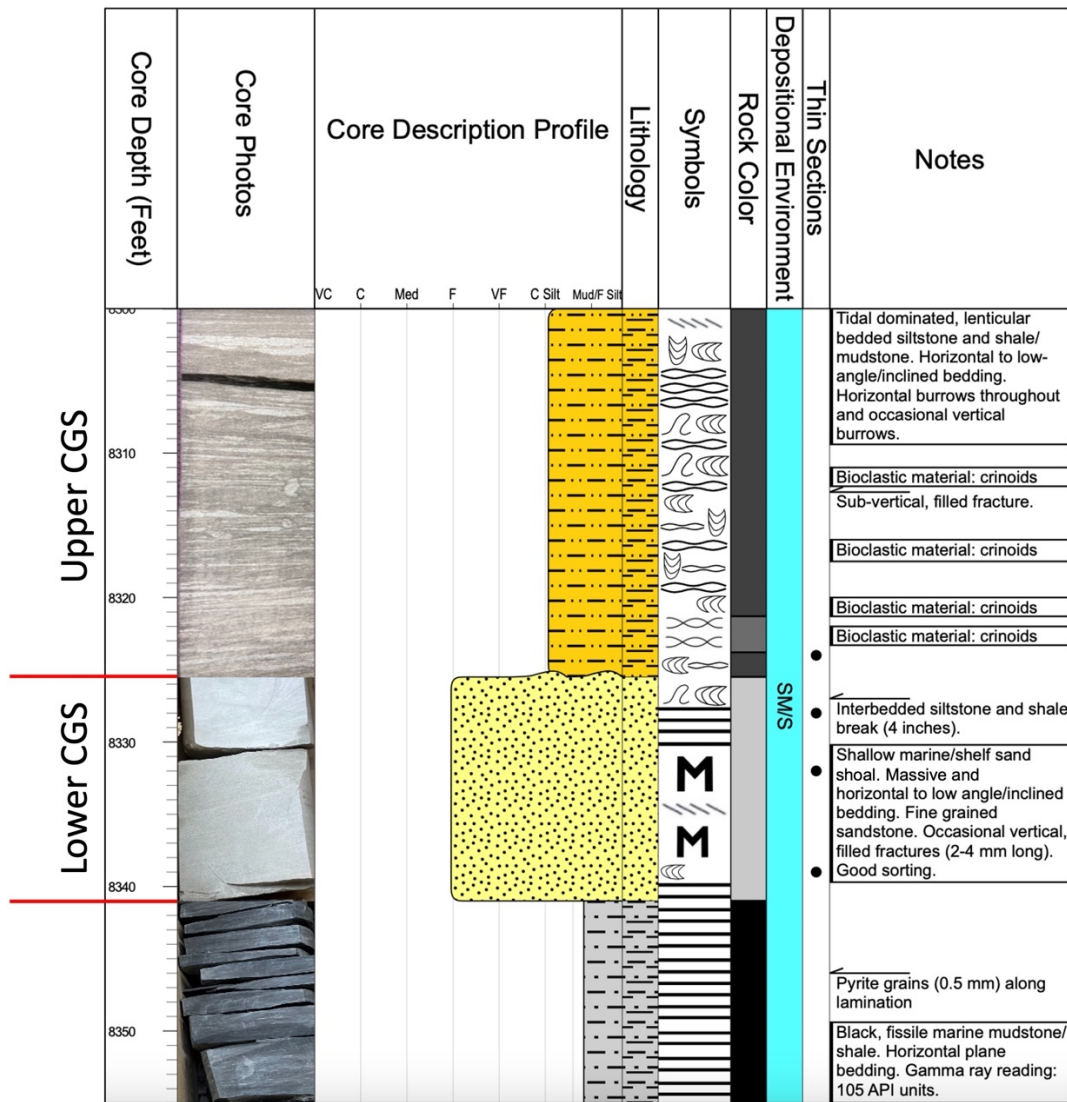 Core Depth (Feet)
Core Photos
Core Description Profile
Lithology
Symbols
Rock Color
Depositional Environment
Thin Sections
Notes
VC C Med F VF C Silt Mud/F Silt
8300
8310
8320
8330
8340
8350
Upper CGS
Lower CGS
M
M
SM/S
Tidal dominated, lenticular
bedded siltstone and shale/
mudstone. Horizontal to low-
angle/inclined bedding.
Horizontal burrows throughout
and occasional vertical
burrows.
Bioclastic material: crinoids
Sub-vertical, filled fracture.
Bioclastic material: crinoids
Bioclastic material: crinoids
Bioclastic material: crinoids
Interbedded siltstone and shale
break (4 inches).
Shallow marine/shelf sand
shoal. Massive and
horizontal to low angle/inclined
bedding. Fine grained
sandstone. Occasional vertical,
filled fractures (2-4 mm long).
Good sorting.
Pyrite grains (0.5 mm) along
lamination
Black, fissile marine mudstone/
shale. Horizontal plane
bedding. Gamma ray reading:
105 API units.